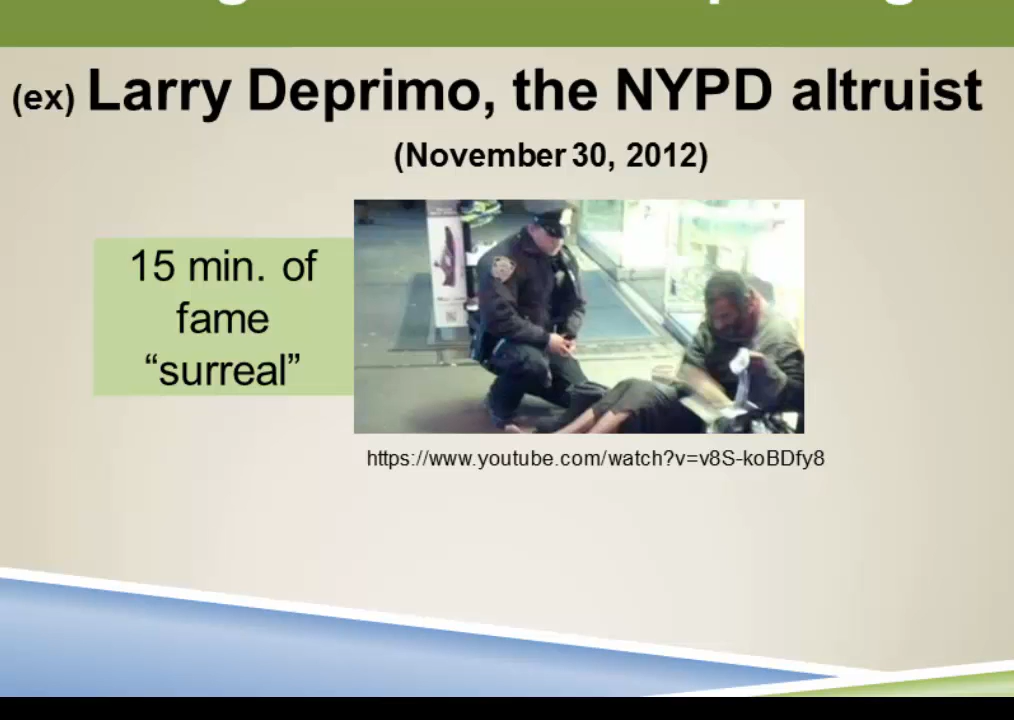 (ex) Larry Deprimo, the NYPD altruist
(November 30, 2012)
15 min. of
fame
“surreal”
https://www.youtube.com/watch?v=v8S-koBDfy8